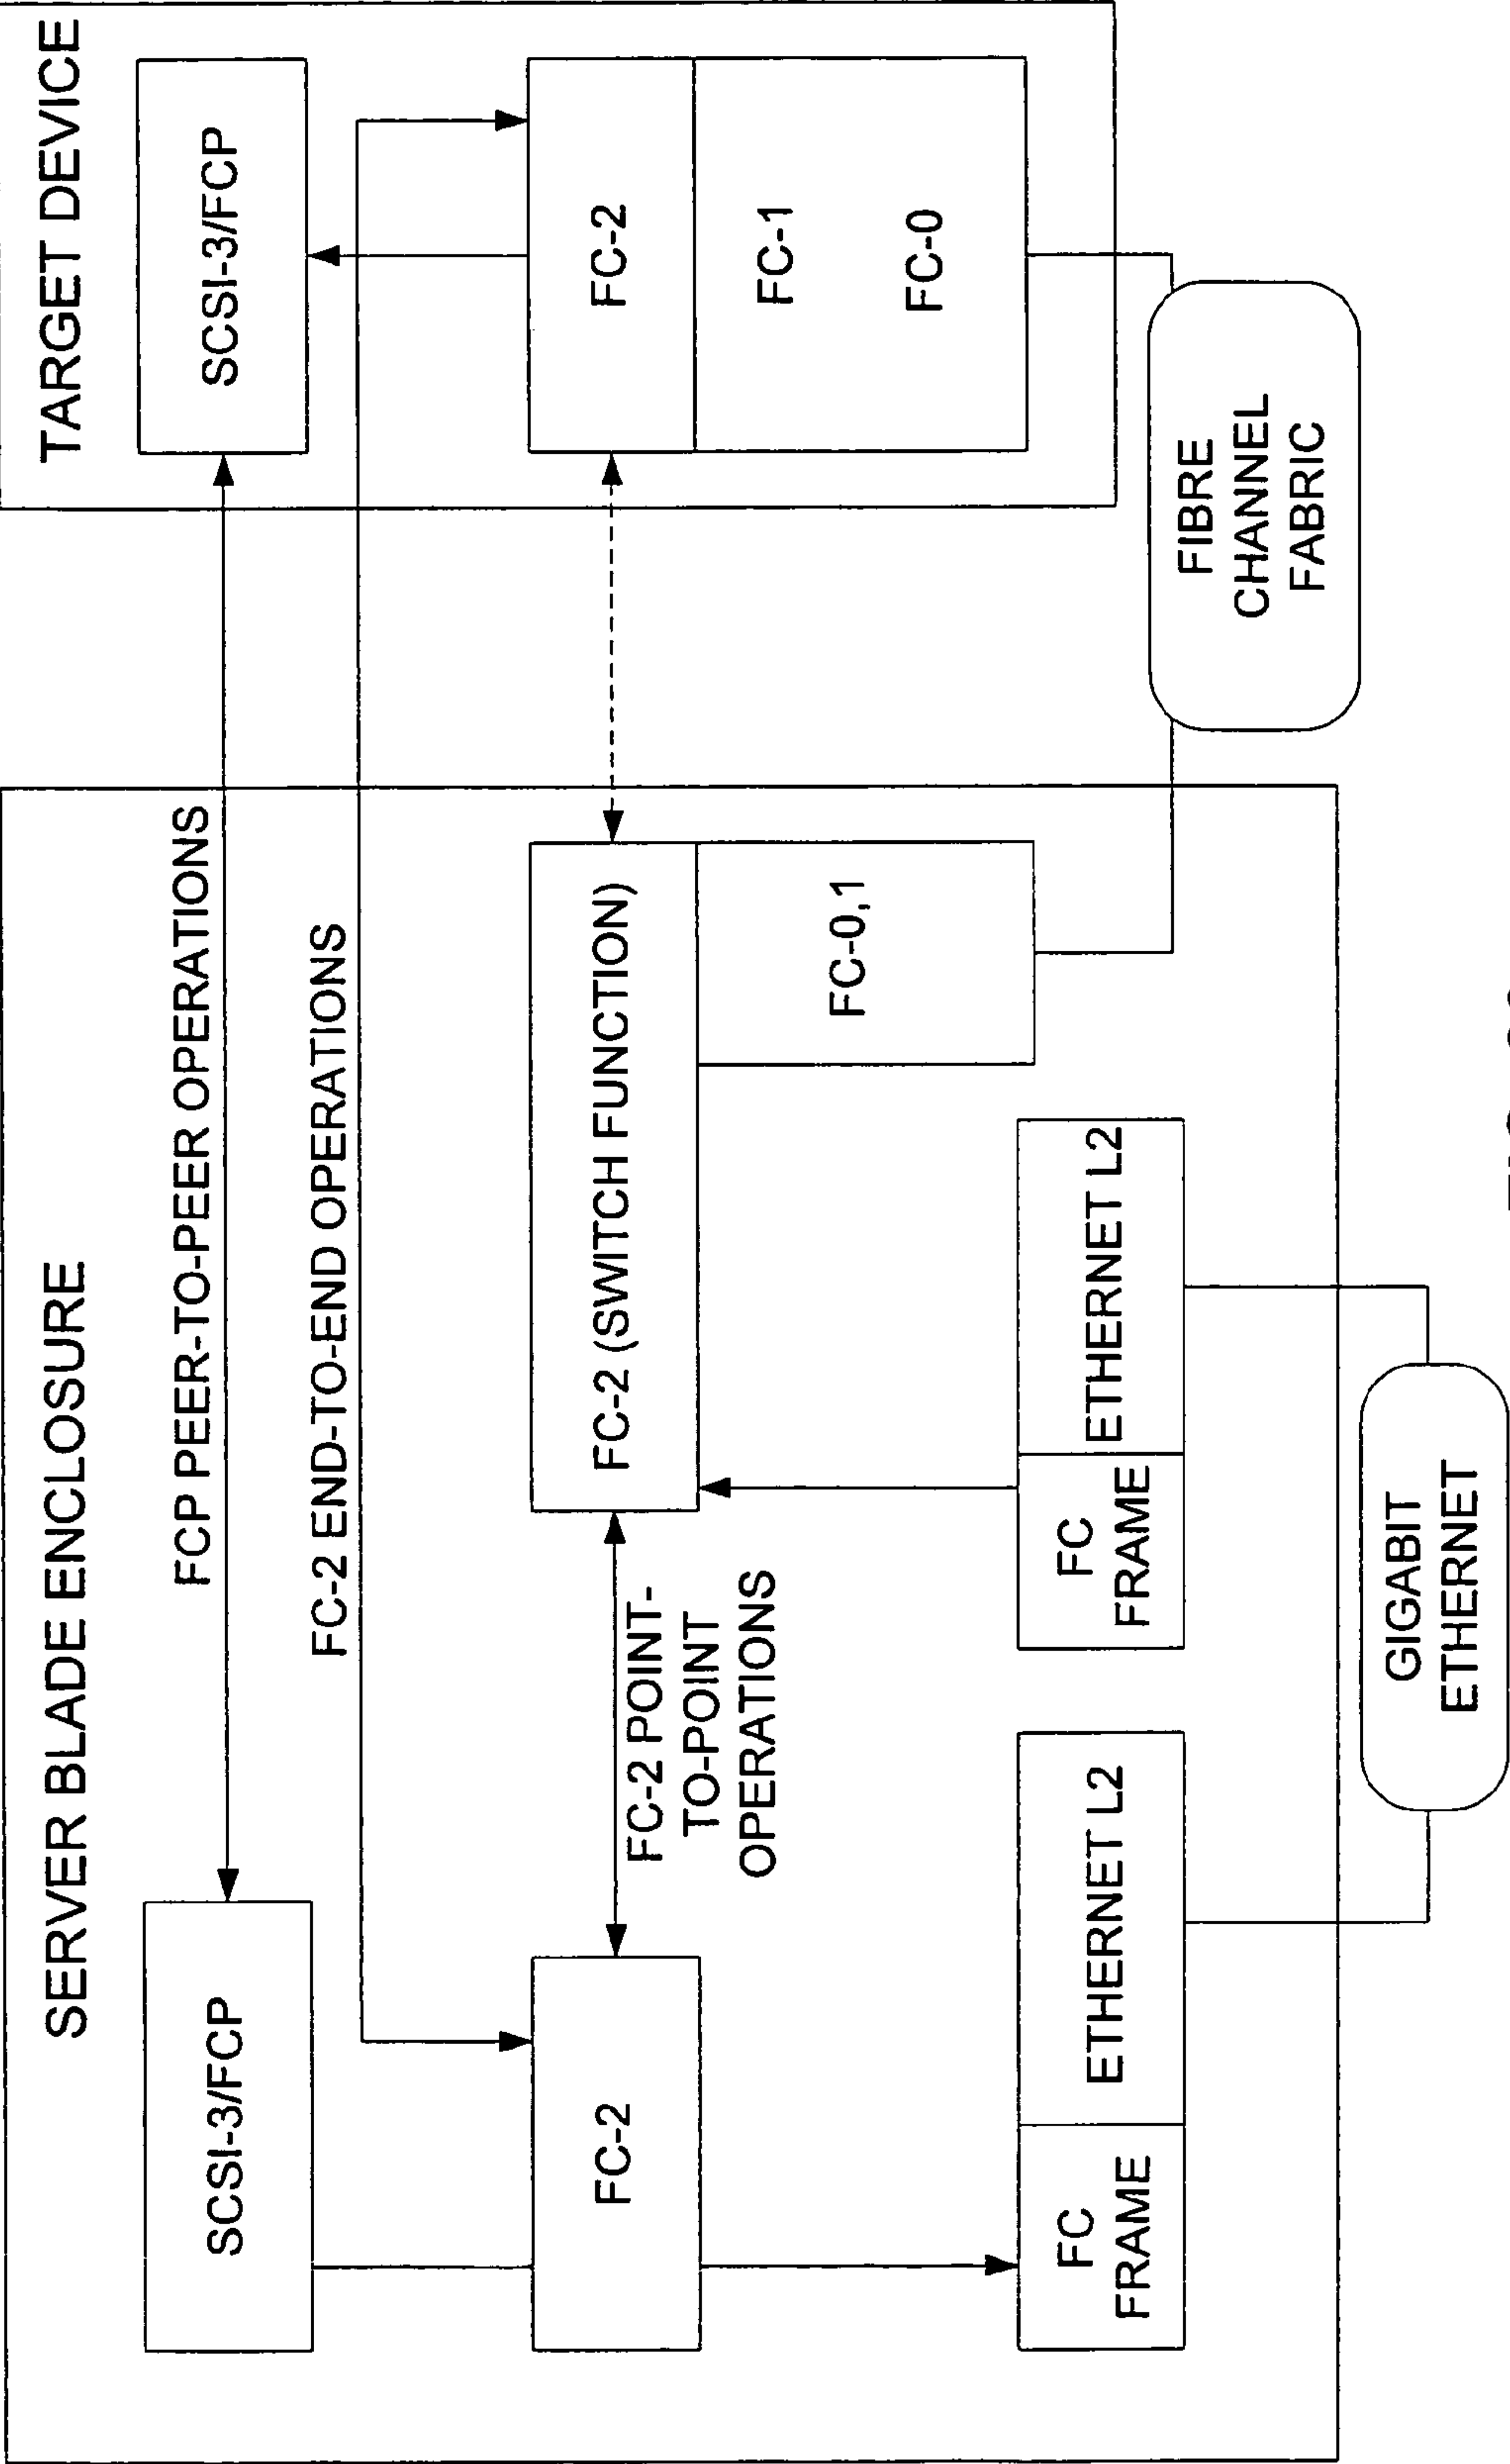 SERVER BLADE ENCLOSURE
TARGET DEVICE
SCSI-3/FCP
FCP PEER-TO-PEER OPERATIONS
SCSI-3/FCP
FC-2 END-TO-END OPERATIONS
FC-2
FC-2 POINT-
TO-POINT
OPERATIONS
FC-2 (SWITCH FUNCTION)
FC-2
FC-0,1
FC-1
FC-0
FC
FRAME
ETHERNET L2
FC
FRAME
ETHERNET L2
FIBRE
CHANNEL
FABRIC
GIGABIT
ETHERNET